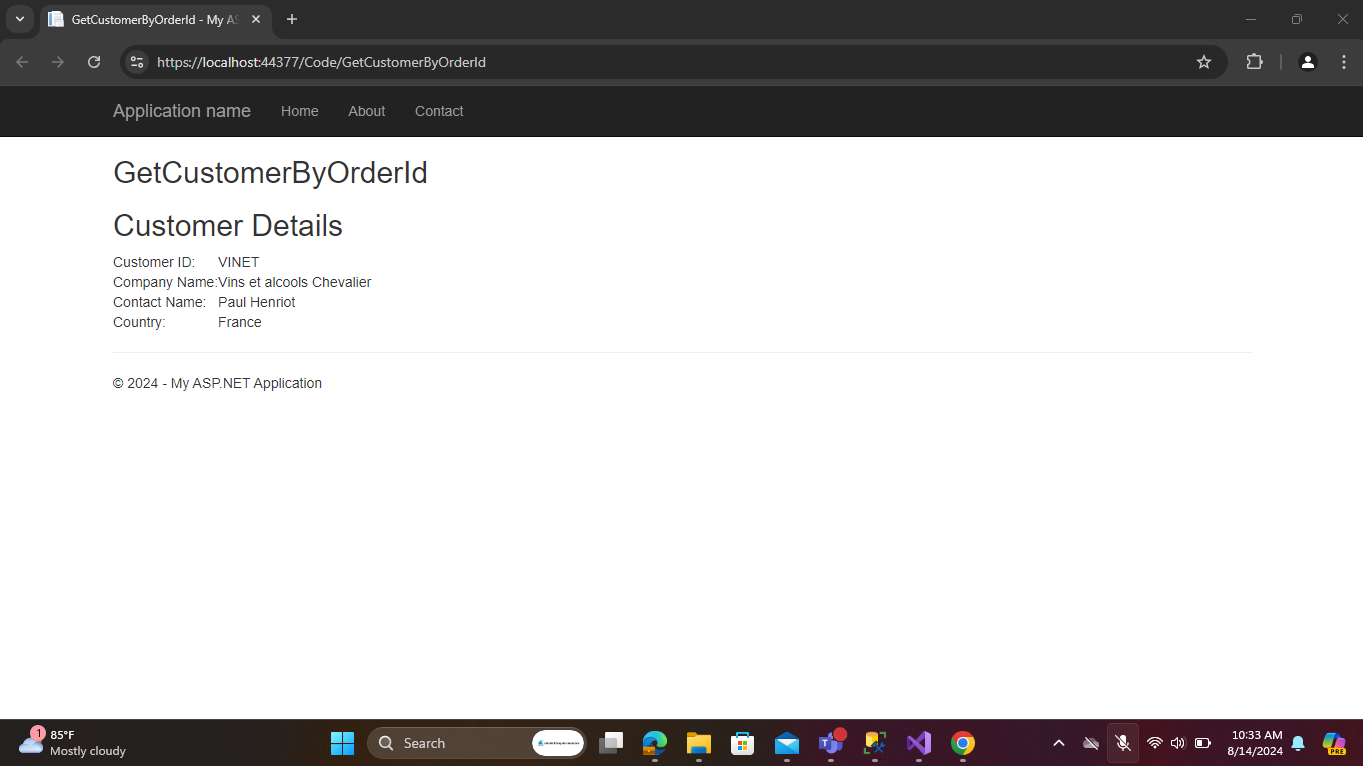 GetCustomerByOrderId - My AS
https://localhost:44377/Code/GetCustomerByOrderId
Application name Home About Contact
GetCustomerByOrderId
Customer Details
Customer ID: VINET
Company Name:Vins et alcools Chevalier
Contact Name: Paul Henriot
Country: France
© 2024 - My ASP.NET Application
1
85°F
Mostly cloudy
Search
10:33 AM
8/14/2024
PRE